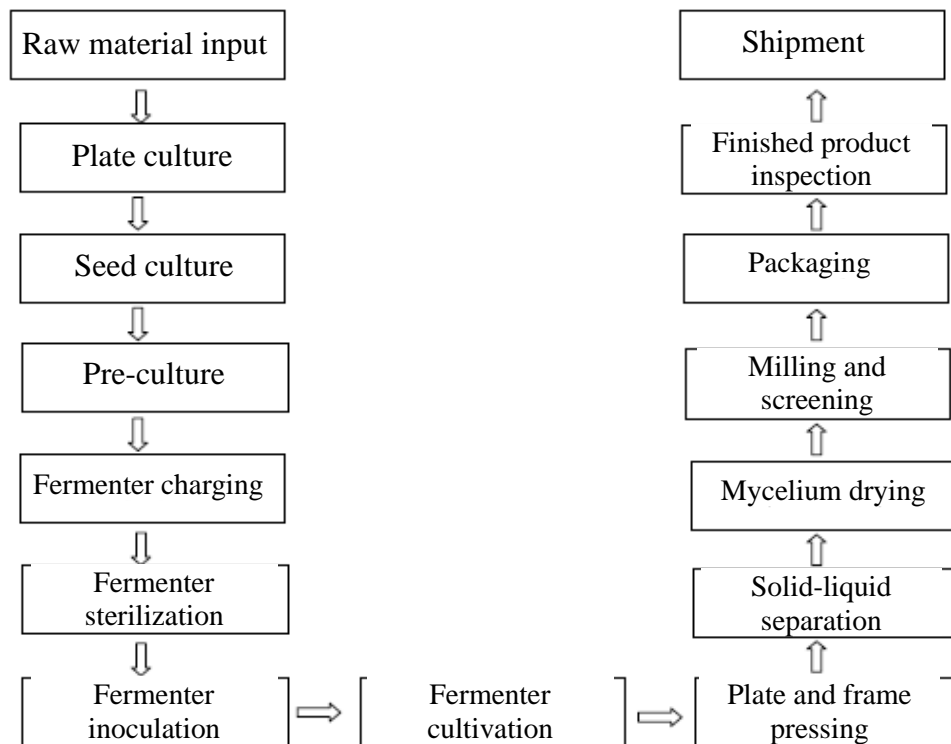 Raw material input
Plate culture
Seed culture
Pre-culture
Fermenter charging
Fermenter
sterilization
Fermenter
inoculation
Fermenter
cultivation
Plate and frame
pressing
Solid-liquid
separation
Mycelium drying
Milling and
screening
Packaging
Finished product
inspection
Shipment